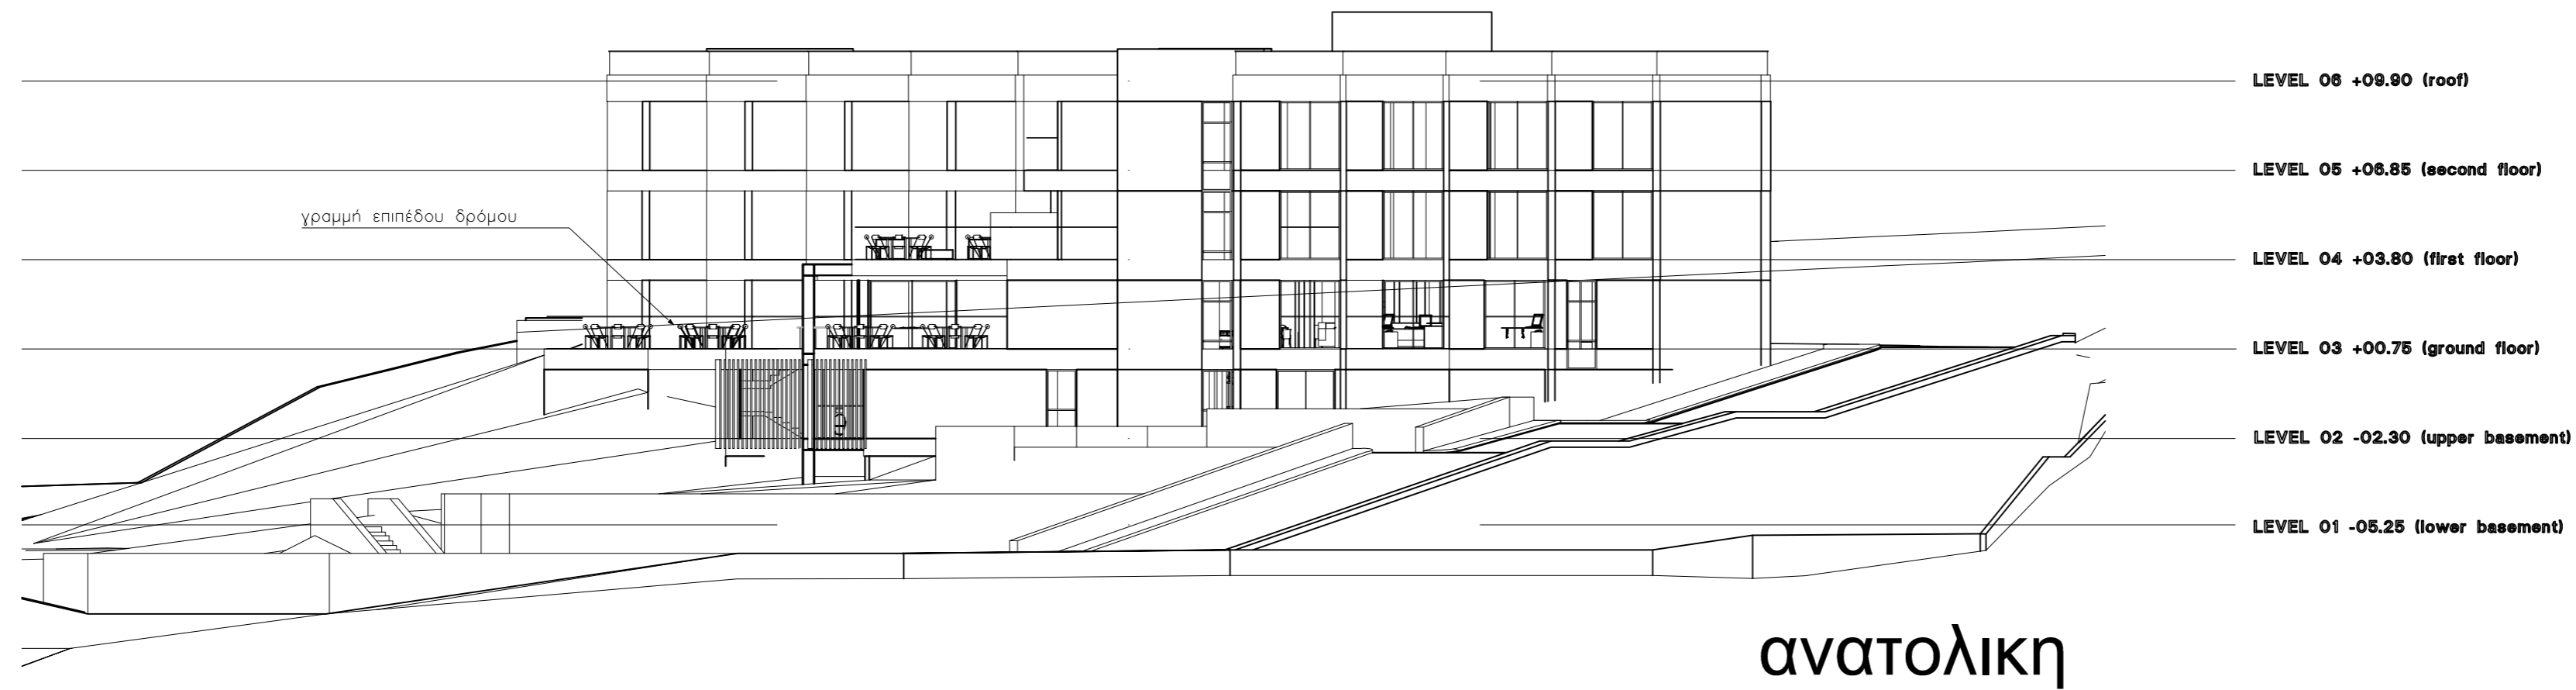 LEVEL 06 +09.90 (roof)
LEVEL 05 +06.85 (second floor)
γραμμή επιπέδου δρόμου
LEVEL 04 +03.80 (first floor)
LEVEL 03 +00.75 (ground floor)
LEVEL 02 -02.30 (upper basement)
LEVEL 01 -05.25 (lower basement)
ανατολικη